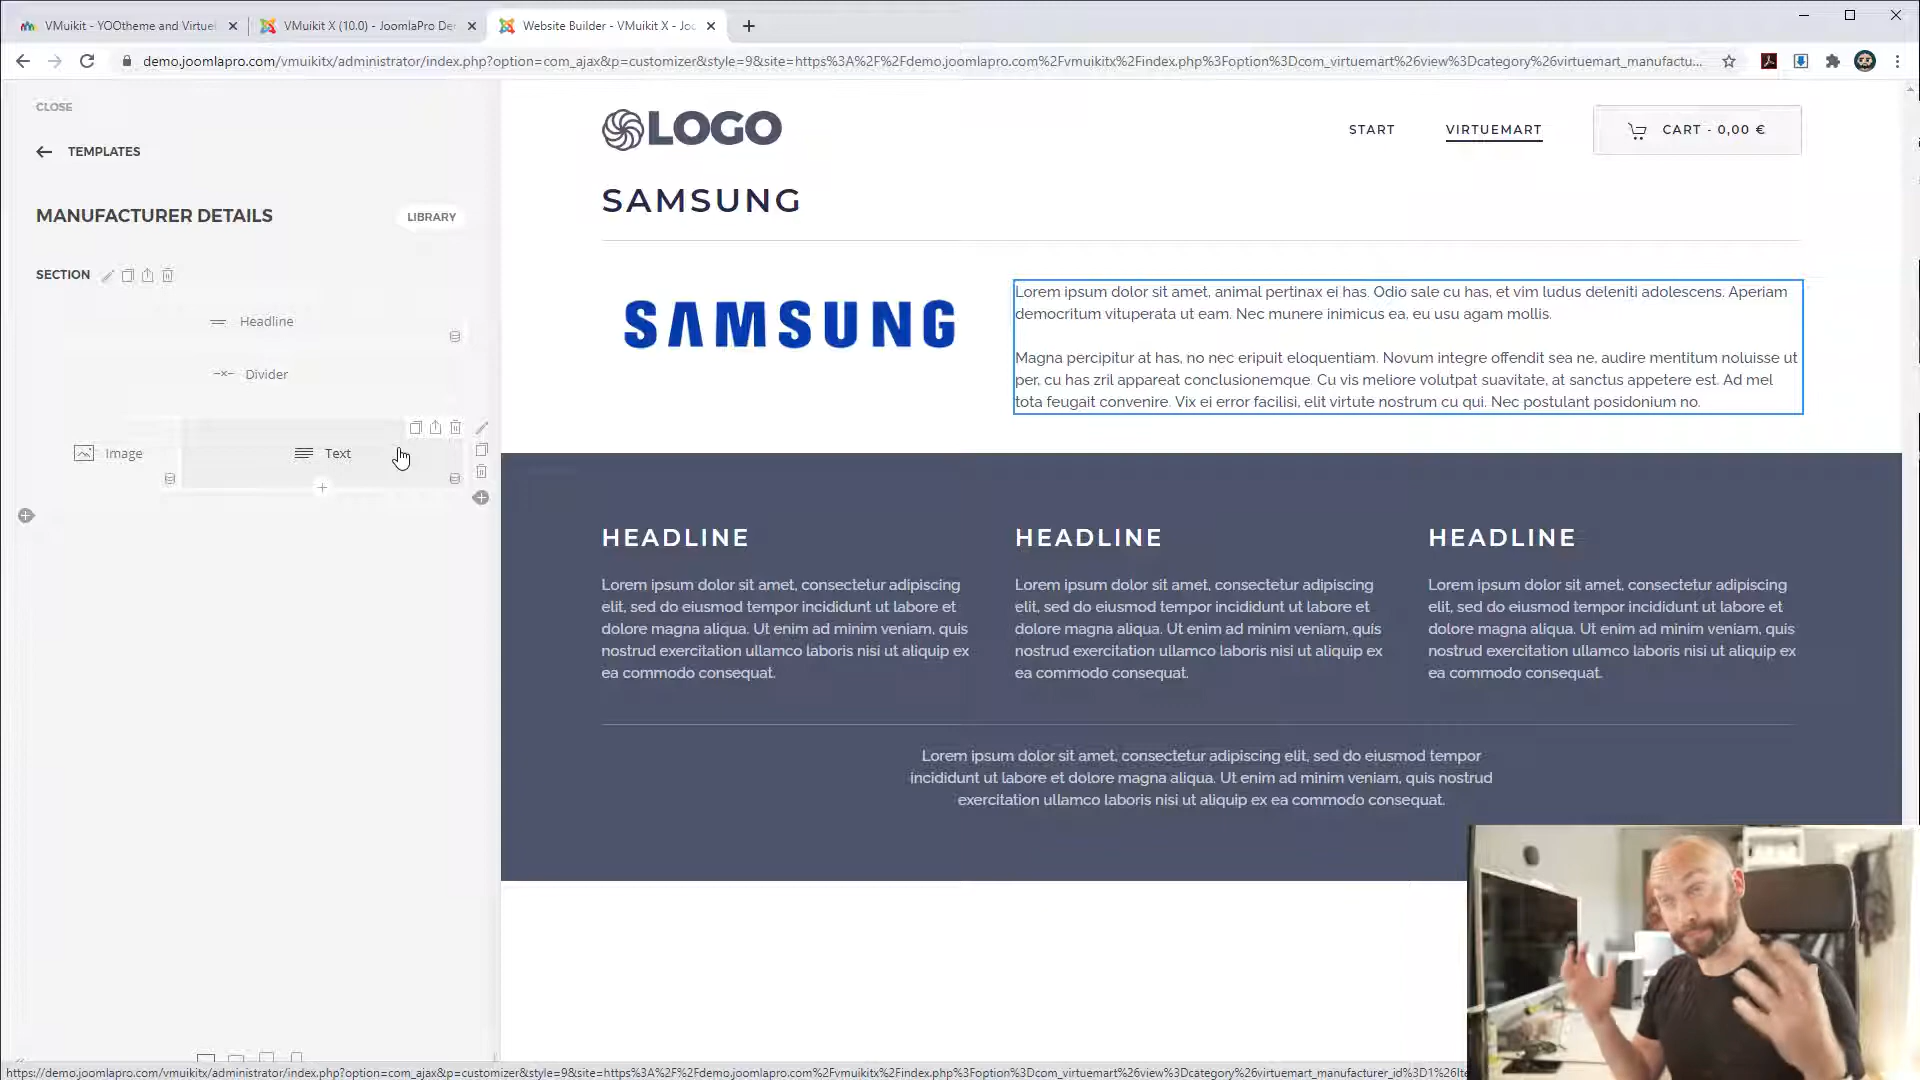 VMuikit - YOOtheme and Virtue
VMuikit X (10.0) - JoomlaPro De
Website Builder - VMuikit X - Joo
demo.joomlapro.com/vmuikitx/administrator/index.php?option=com_ajax&p=customizer&style=9&site=https%3A%2F%2Fdemo.joomlapro.com%2Fvmuikitx%2Findex.php%3Foption%3Dcom_virtuemart%26view%3Dcategory%26virtuemart_manufactu...
CLOSE
TEMPLATES
MANUFACTURER DETAILS
LIBRARY
SECTION
Headline
Divider
Image
Text
LOGO
START
VIRTUEMART
CART - 0,00 €
SAMSUNG
SAMSUNG
Lorem ipsum dolor sit amet, animal pertinax ei has. Odio sale cu has, et vim ludus deleniti adolescens. Aperiam
democritum vituperata ut eam. Nec munere inimicus ea, eu usu agam mollis.
Magna percipitur at has, no nec eripuit eloquentiam. Novum integre offendit sea ne, audire mentitum noluisse ut
per, cu has zril appareat conclusionemque. Cu vis meliore volutpat suavitate, at sanctus appetere est. Ad mel
tota feugait convenire. Vix ei error facilisi, elit virtute nostrum cu qui. Nec postulant posidonium no.
HEADLINE
Lorem ipsum dolor sit amet, consectetur adipiscing
elit, sed do eiusmod tempor incididunt ut labore et
dolore magna aliqua. Ut enim ad minim veniam, quis
nostrud exercitation ullamco laboris nisi ut aliquip ex
ea commodo consequat.
HEADLINE
Lorem ipsum dolor sit amet, consectetur adipiscing
elit, sed do eiusmod tempor incididunt ut labore et
dolore magna aliqua. Ut enim ad minim veniam, quis
nostrud exercitation ullamco laboris nisi ut aliquip ex
ea commodo consequat.
HEADLINE
Lorem ipsum dolor sit amet, consectetur adipiscing
elit, sed do eiusmod tempor incididunt ut labore et
dolore magna aliqua. Ut enim ad minim veniam, quis
nostrud exercitation ullamco laboris nisi ut aliquip ex
ea commodo consequat.
Lorem ipsum dolor sit amet, consectetur adipiscing elit, sed do eiusmod tempor
incididunt ut labore et dolore magna aliqua. Ut enim ad minim veniam, quis nostrud
exercitation ullamco laboris nisi ut aliquip ex ea commodo consequat.
https://demo.joomlapro.com/vmuikitx/administrator/index.php?option=com_ajax&p=customizer&style=9&site=https%3A%2F%2Fdemo.joomlapro.com%2Fvmuikitx%2Findex.php%3Foption%3Dcom_virtuemart%26view%3Dcategory%26virtuemart_manufacturer_id%3D1%26Ite